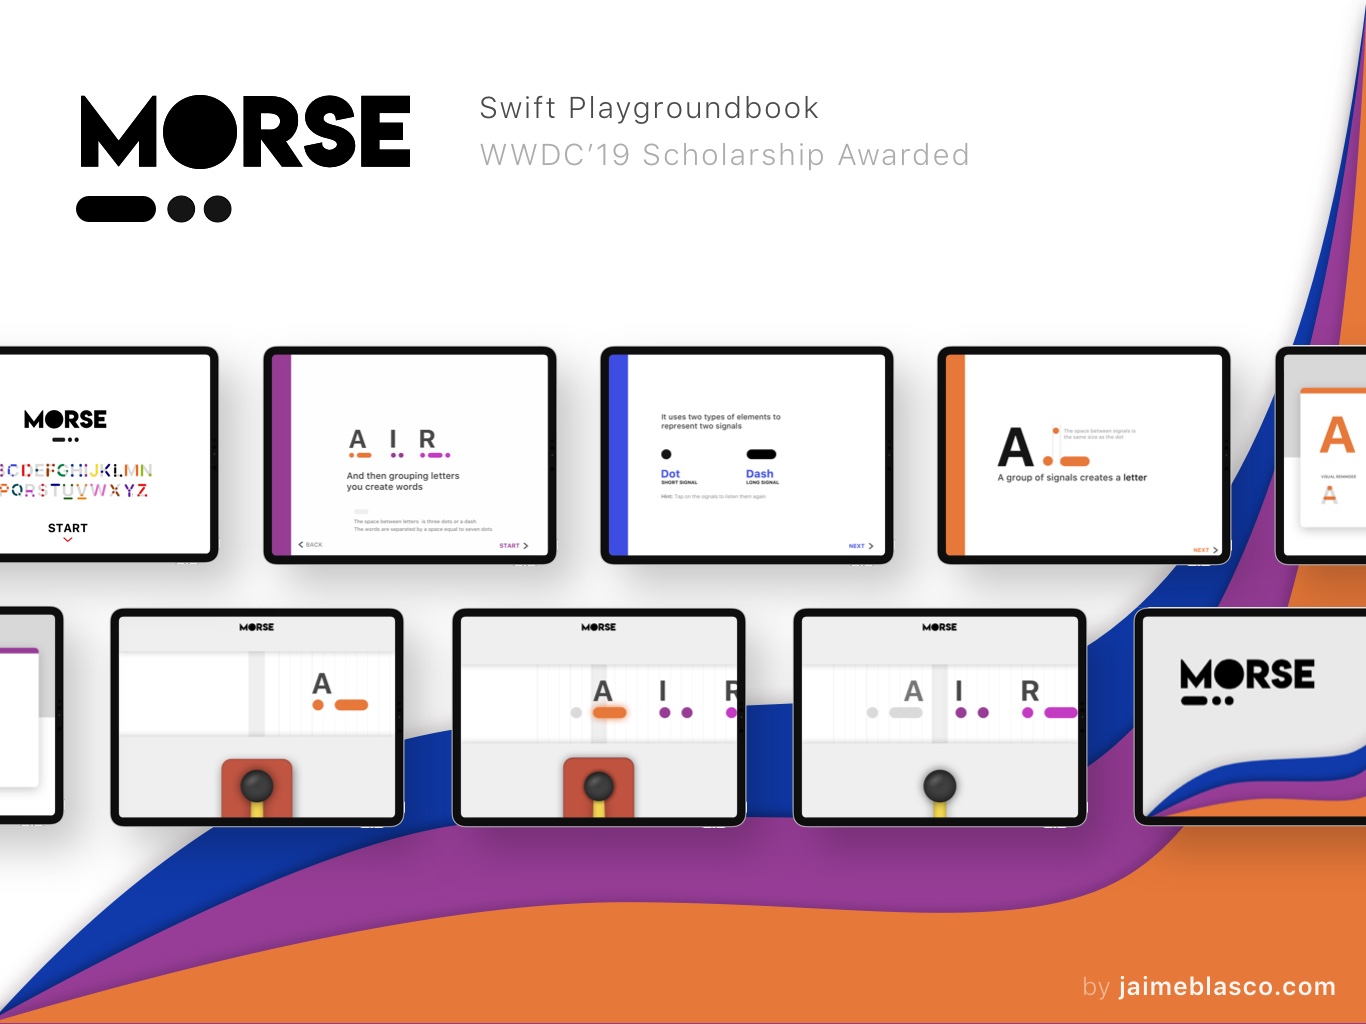 MORSE
Swift Playgroundbook
WWDC'19 Scholarship Awarded
MORSE
BCDEFGHIJKLMN
PQRSTUVWXYZ
START
A I R
And then grouping letters
you create words
The space between letters is three dots or a dash
The words are separated by a space equal to seven dots
BACK
START
It uses two types of elements to
represent two signals
Dot
SHORT SIGNAL
Dash
LONG SIGNAL
Hint: Tap on the signals to listen them again
NEXT
A
The space between signals is
the same size as the dot
A group of signals creates a letter
NEXT
A
VISUAL REMINDER
A
MORSE
A
MORSE
A I R
MORSE
A I R
MORSE
by jaimeblasco.com